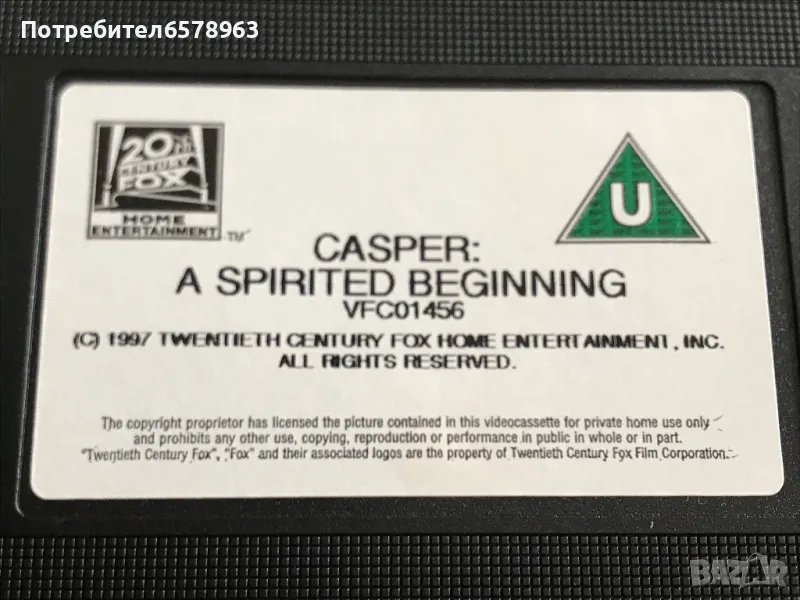 Потребител6578963
20th
CENTURY
FOX
HOME
ENTERTAINMENT
TM
U
CASPER:
A SPIRITED BEGINNING
VFC01456
(C) 1997 TWENTIETH CENTURY FOX HOME ENTERTAINMENT, INC.
ALL RIGHTS RESERVED.
The copyright proprietor has licensed the picture contained in this videocassette for private home use only
and prohibits any other use, copying, reproduction or performance in public in whole or in part.
"Twentieth Century Fox", "Fox" and their associated logos are the property of Twentieth Century Fox Film Corporation.
BAZAR